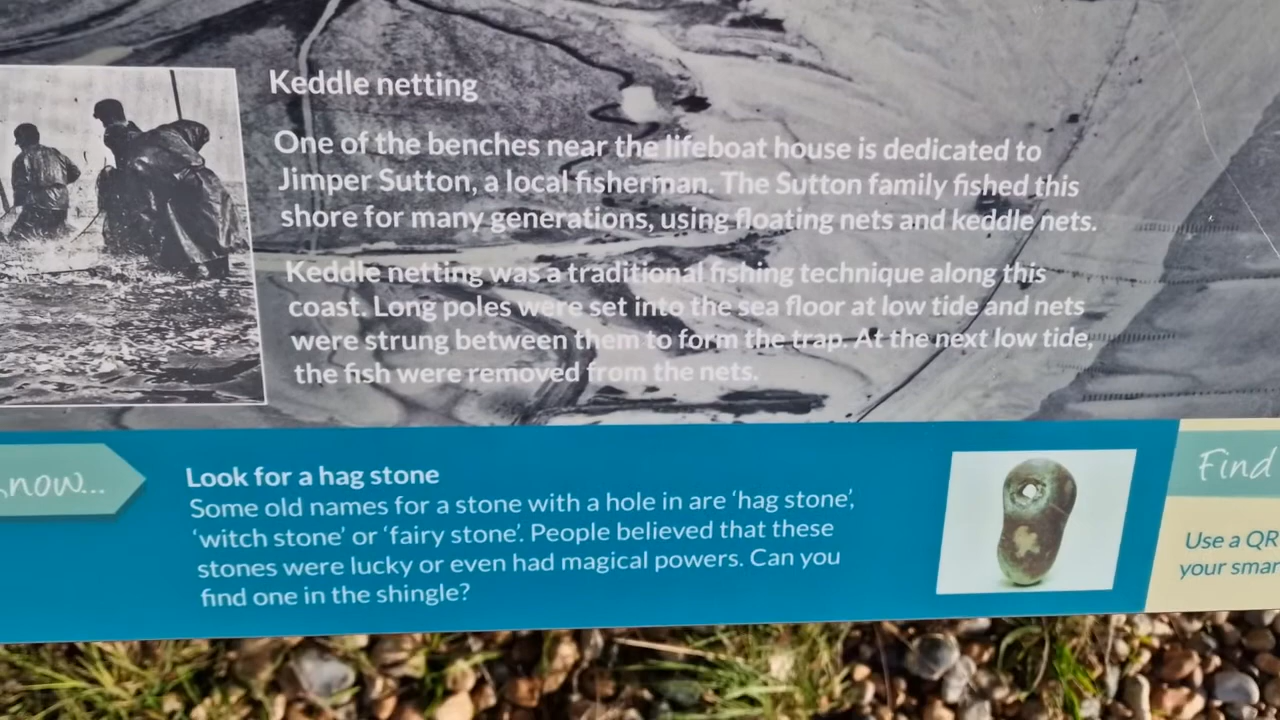 Keddle netting
One of the benches near the lifeboat house is dedicated to
Jimper Sutton, a local fisherman. The Sutton family fished this
shore for many generations, using floating nets and keddle nets.
Keddle netting was a traditional fishing technique along this
coast. Long poles were set into the sea floor at low tide and nets
were strung between them to form the trap. At the next low tide,
the fish were removed from the nets.
now...
Look for a hag stone
Some old names for a stone with a hole in are ‘hag stone’,
‘witch stone’ or ‘fairy stone’. People believed that these
stones were lucky or even had magical powers. Can you
find one in the shingle?
Find
Use a QR
your smar